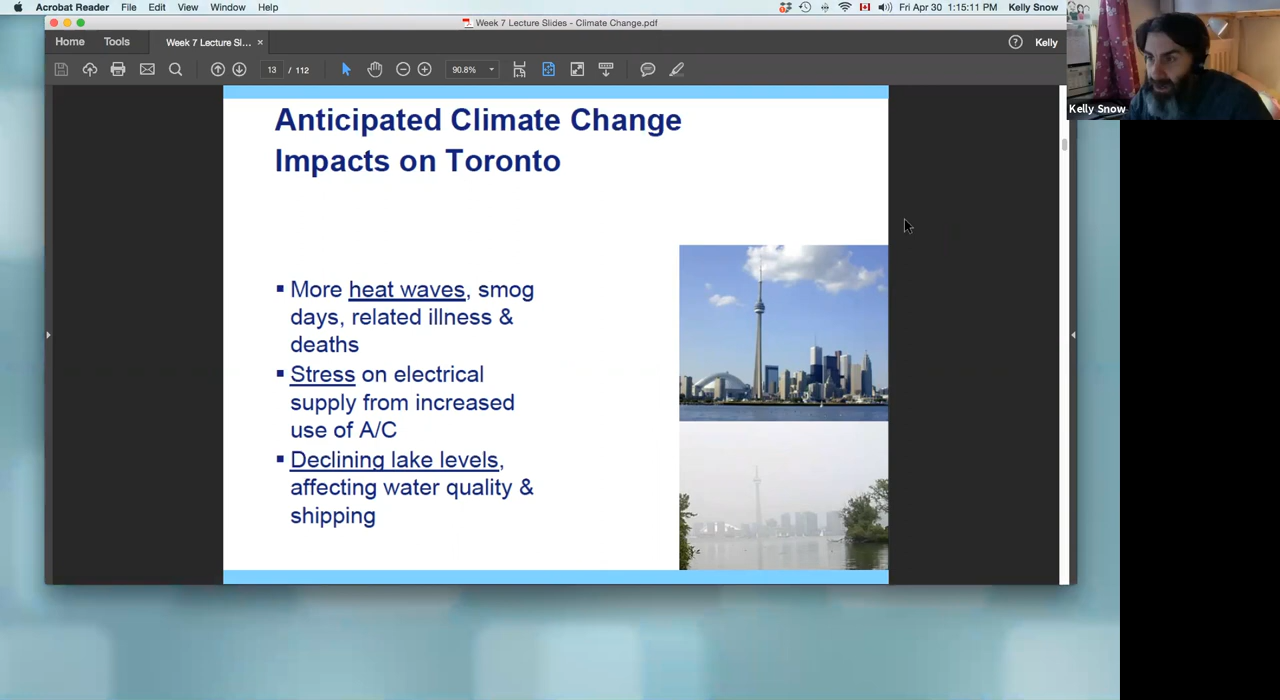 Acrobat Reader File Edit View Window Help Fri Apr 30 1:15:11 PM Kelly Snow
Week 7 Lecture Slides - Climate Change.pdf
Home Tools Week 7 Lecture Sl... × Kelly
13 / 112 90.8%
Kelly Snow
Anticipated Climate Change
Impacts on Toronto
▪ More heat waves, smog
days, related illness &
deaths
▪ Stress on electrical
supply from increased
use of A/C
▪ Declining lake levels,
affecting water quality &
shipping